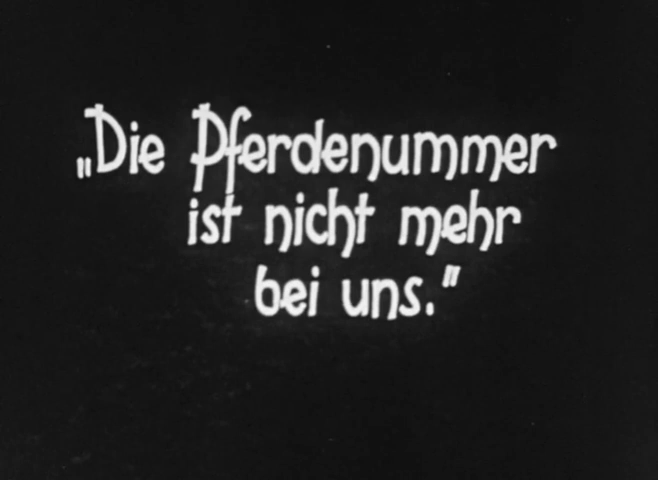 „Die Pferdenummer
ist nicht mehr
bei uns."